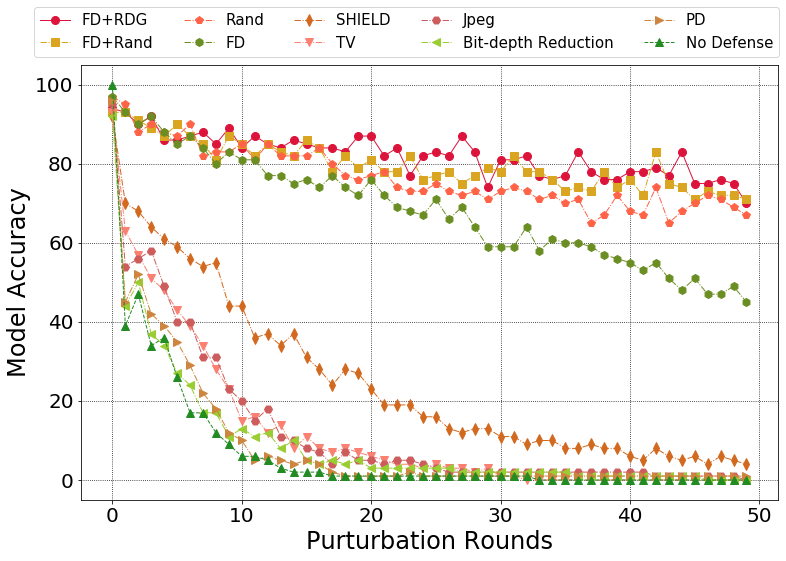 FD+RDG Rand SHIELD Jpeg PD
FD+Rand FD TV Bit-depth Reduction No Defense
100
80
60
40
20
0
Model Accuracy
0 10 20 30 40 50
Purturbation Rounds